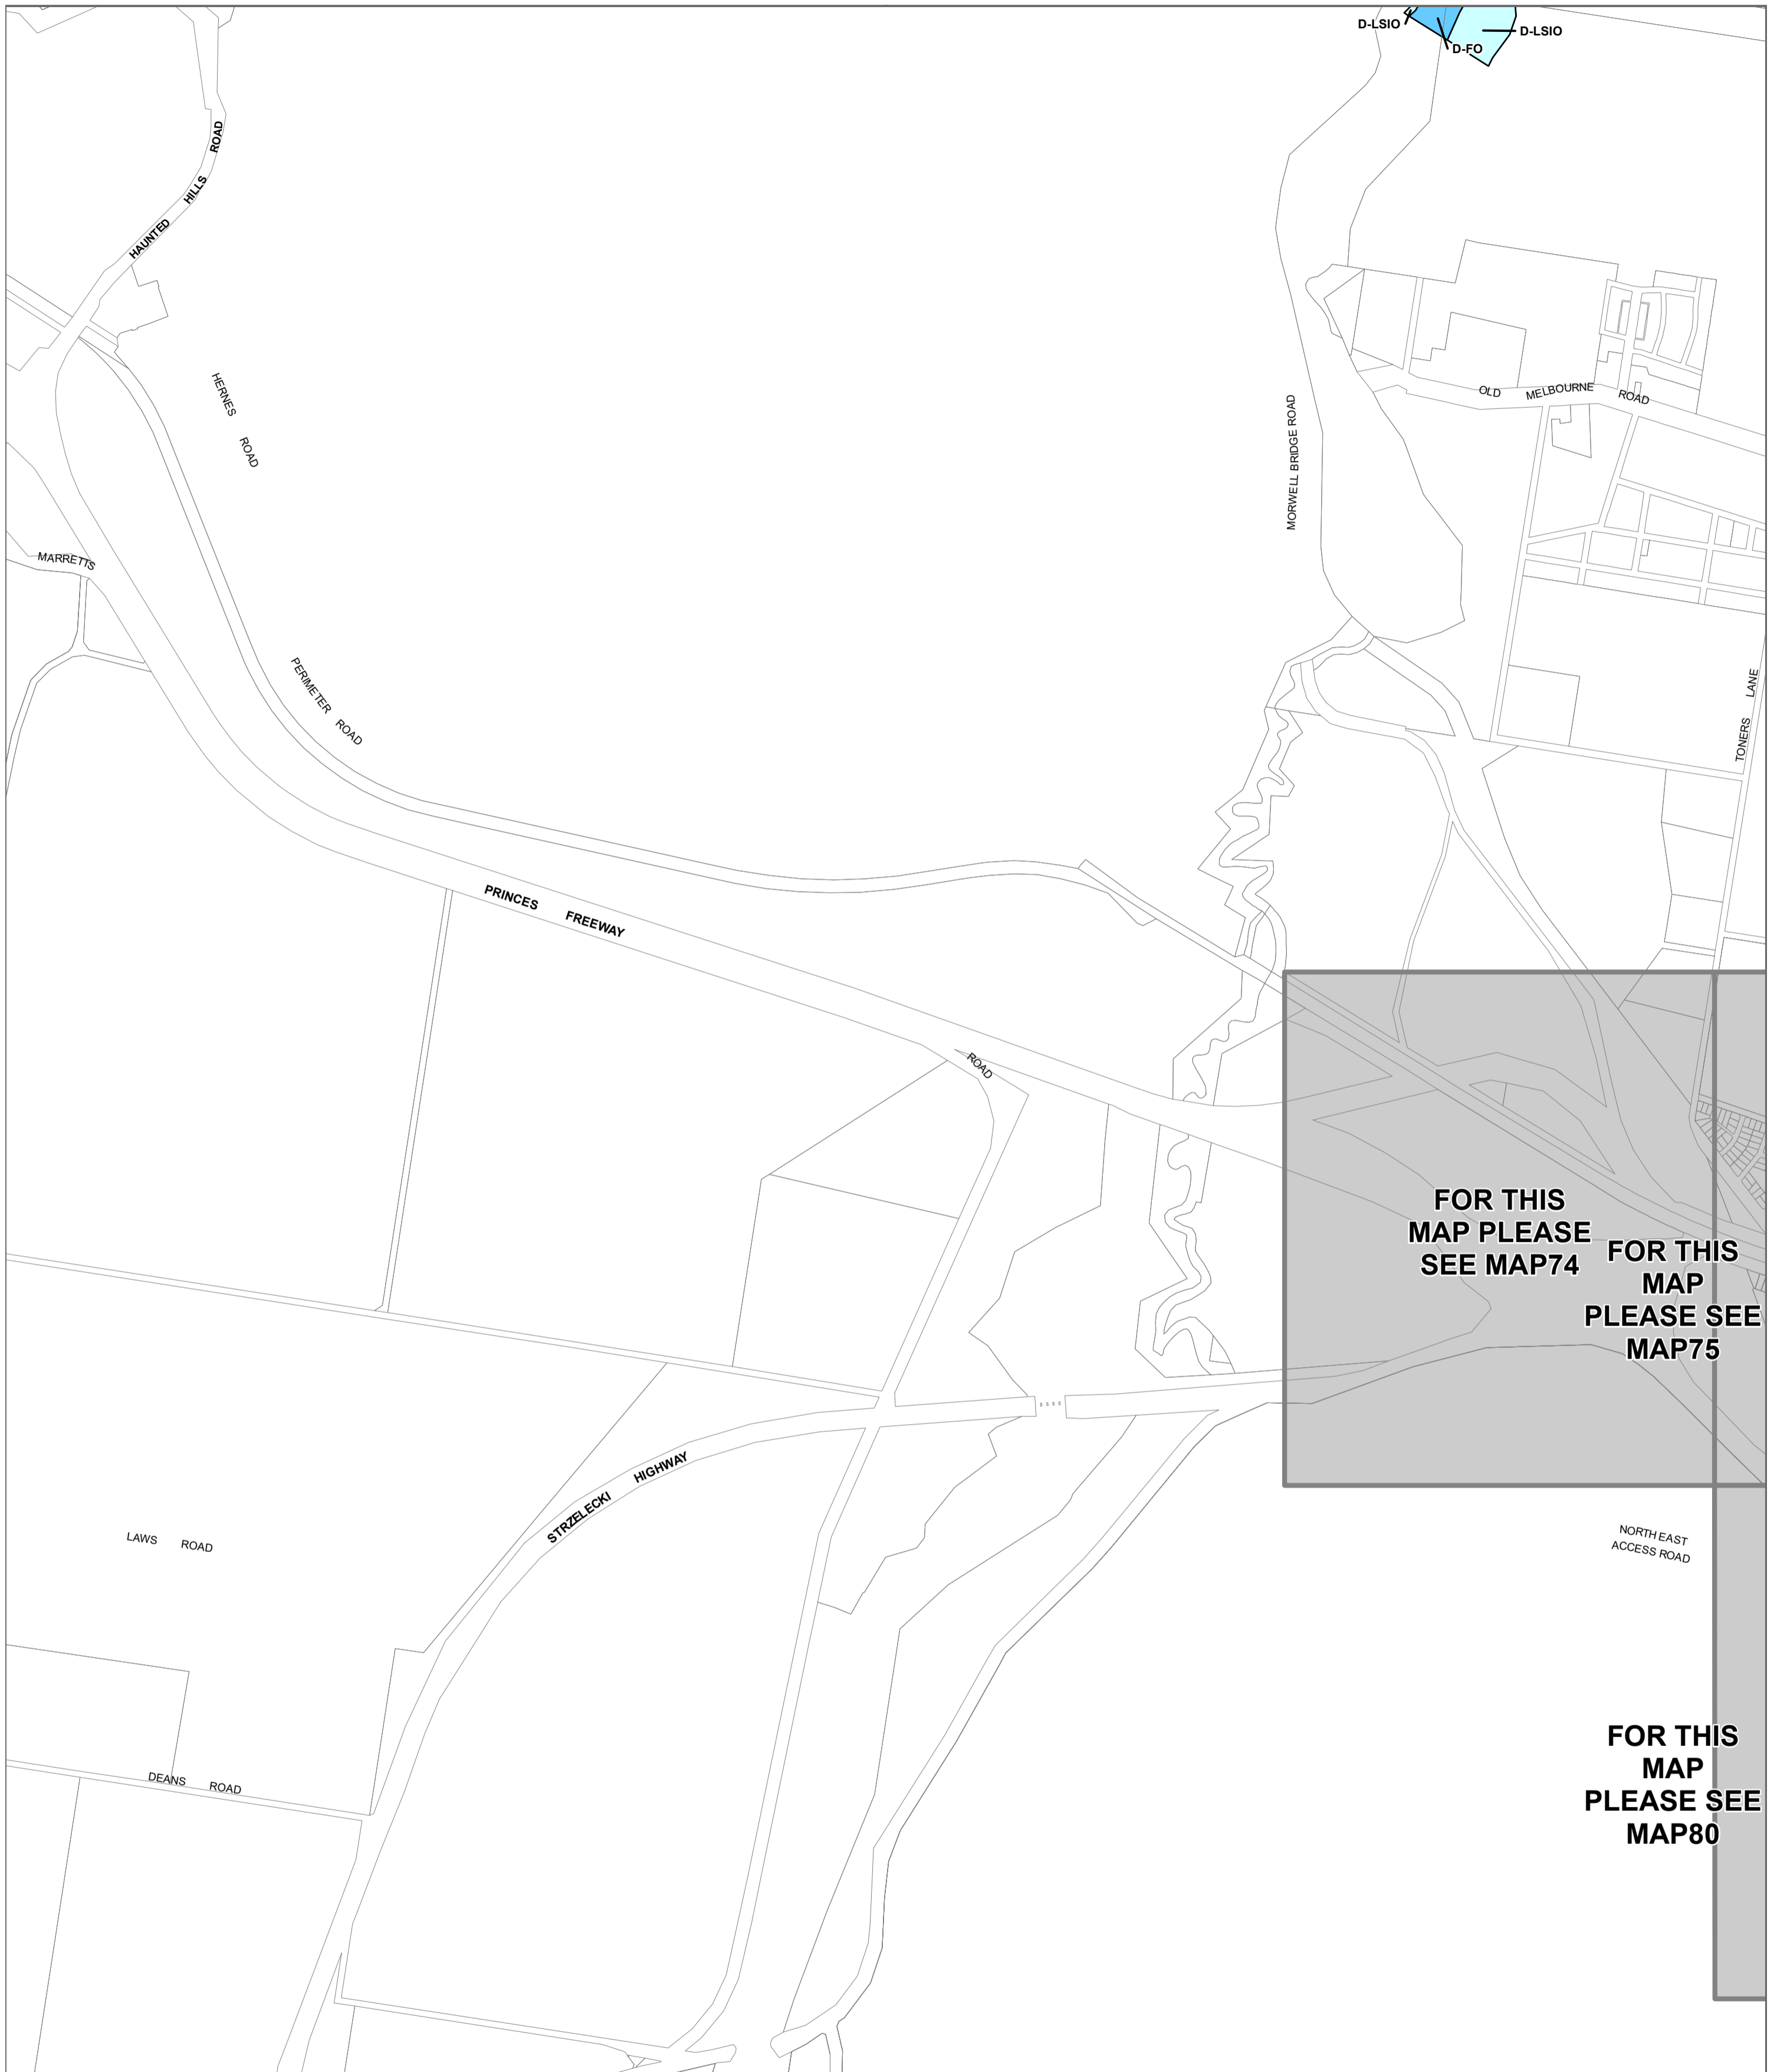 D-LSIO
D-LSIO
D-FO
HAUNTED HILLS ROAD
HERNES ROAD
OLD MELBOURNE ROAD
MORWELL BRIDGE ROAD
MARRETTS
PERIMETER ROAD
TONERS LANE
PRINCES FREEWAY
ROAD
FOR THIS
MAP PLEASE
SEE MAP74
FOR THIS
MAP
PLEASE SEE
MAP75
STRZELECKI HIGHWAY
LAWS ROAD
NORTH EAST
ACCESS ROAD
FOR THIS
MAP
PLEASE SEE
MAP80
DEANS ROAD